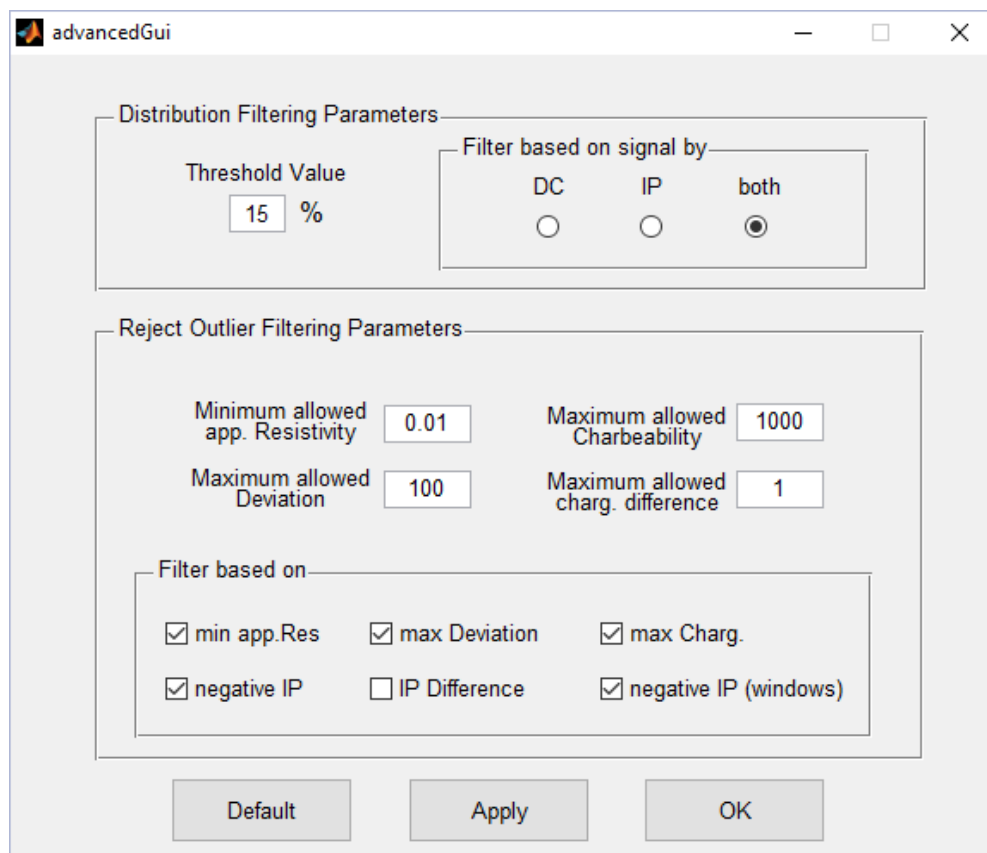 advancedGui
Distribution Filtering Parameters
Threshold Value
15 %
Filter based on signal by
DC IP both
Reject Outlier Filtering Parameters
Minimum allowed
app. Resistivity
0.01
Maximum allowed
Charbeability
1000
Maximum allowed
Deviation
100
Maximum allowed
charg. difference
1
Filter based on
min app.Res max Deviation max Charg.
negative IP IP Difference negative IP (windows)
Default Apply OK